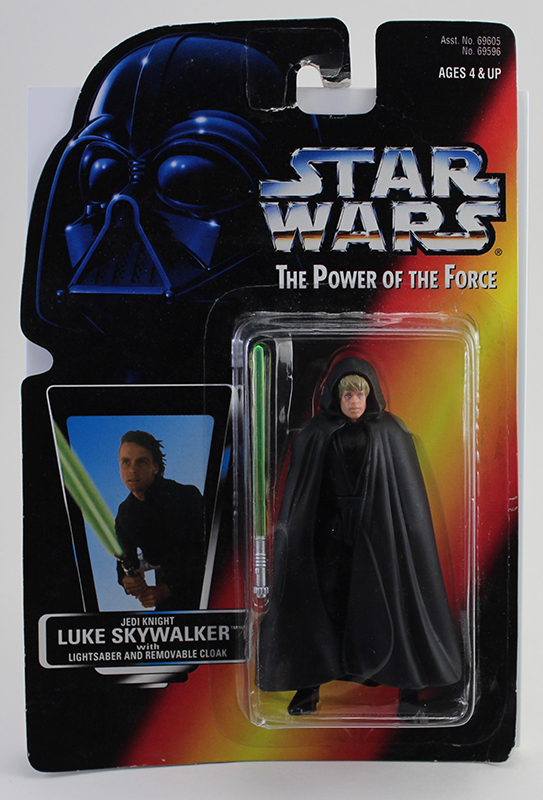 Asst. No. 69605
No. 69596
AGES 4 & UP
STAR
WARS®
THE POWER OF THE FORCE
JEDI KNIGHT
LUKE SKYWALKER™
with
LIGHTSABER AND REMOVABLE CLOAK